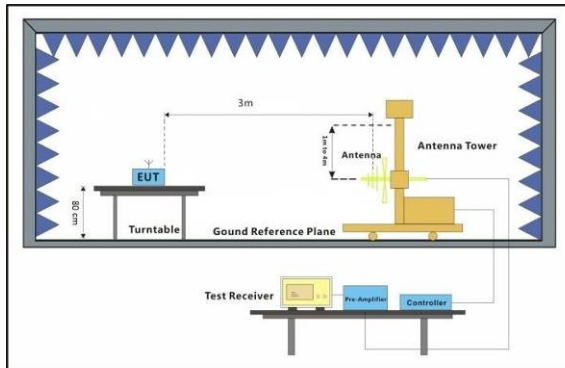 3m
1m to 4m
Antenna
Antenna Tower
EUT
80 cm
Turntable
Gound Reference Plane
Test Receiver
Pre-Amplifier
Controller